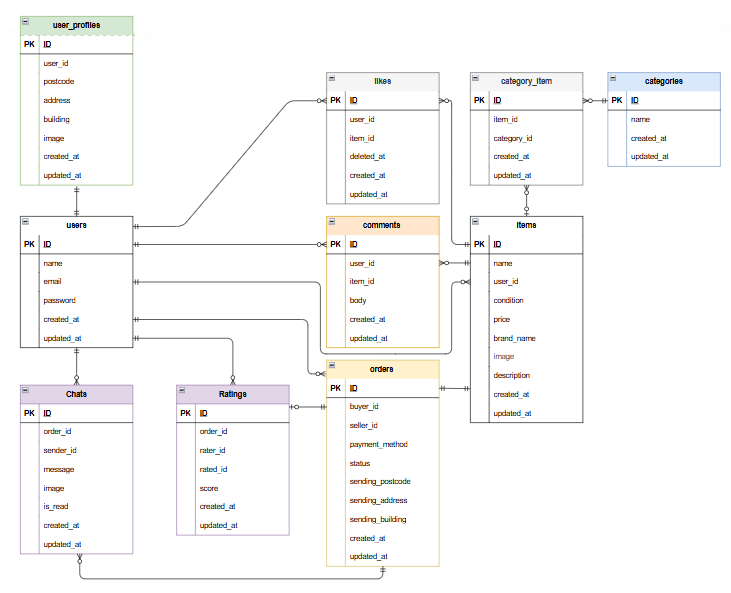 user_profiles
PK ID
user_id
postcode
address
building
image
created_at
updated_at
users
PK ID
name
email
password
created_at
updated_at
Chats
PK ID
order_id
sender_id
message
image
is_read
created_at
updated_at
Ratings
PK ID
order_id
rater_id
rated_id
score
created_at
updated_at
likes
PK ID
user_id
item_id
deleted_at
created_at
updated_at
comments
PK ID
user_id
item_id
body
created_at
updated_at
orders
PK ID
buyer_id
seller_id
payment_method
status
sending_postcode
sending_address
sending_building
created_at
updated_at
category_item
PK ID
item_id
category_id
created_at
updated_at
items
PK ID
name
user_id
condition
price
brand_name
image
description
created_at
updated_at
categories
PK ID
name
created_at
updated_at